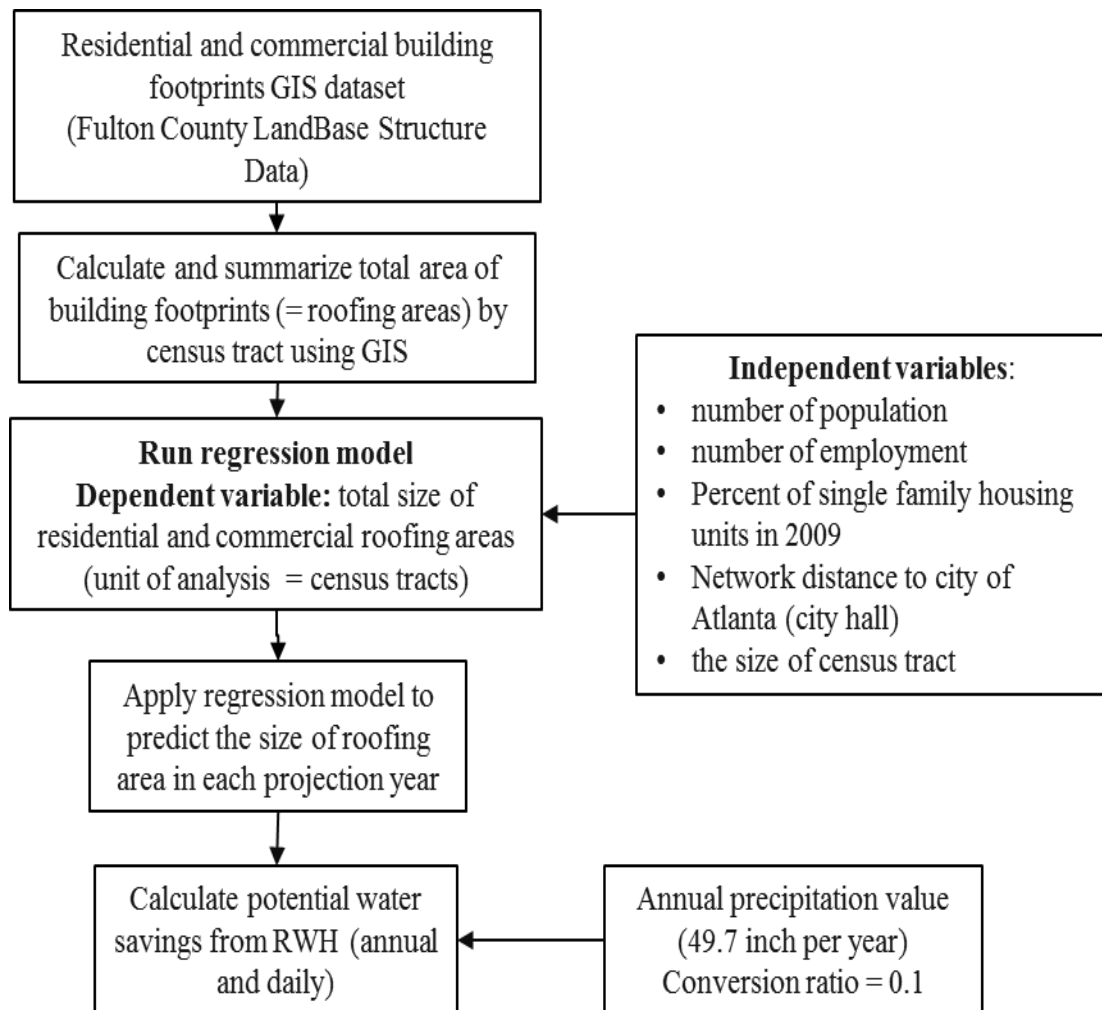 Residential and commercial building
footprints GIS dataset
(Fulton County LandBase Structure
Data)
Calculate and summarize total area of
building footprints (= roofing areas) by
census tract using GIS
Run regression model
Dependent variable: total size of
residential and commercial roofing areas
(unit of analysis = census tracts)
Independent variables:
• number of population
• number of employment
• Percent of single family housing
units in 2009
• Network distance to city of
Atlanta (city hall)
• the size of census tract
Apply regression model to
predict the size of roofing
area in each projection year
Calculate potential water
savings from RWH (annual
and daily)
Annual precipitation value
(49.7 inch per year)
Conversion ratio = 0.1